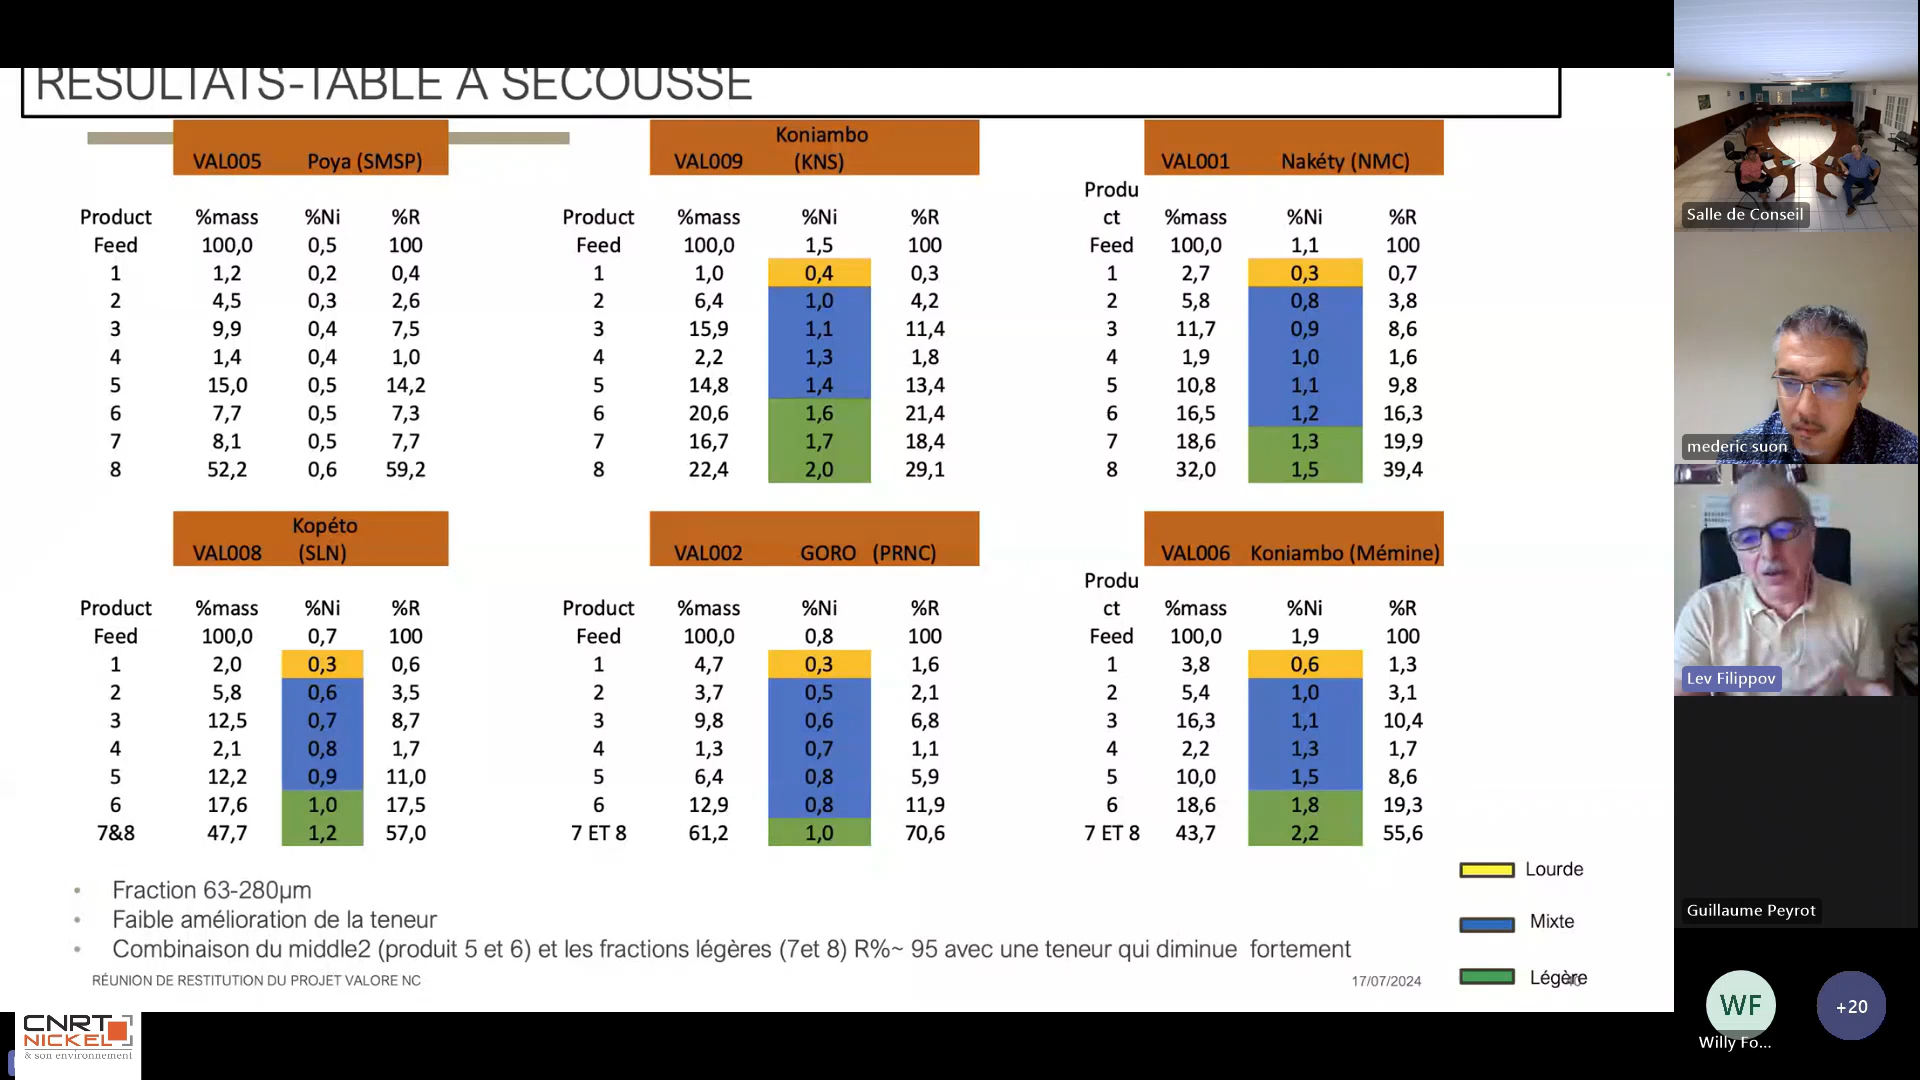 RÉSULTATS-TABLE À SECOUSSE
VAL005 Poya (SMSP)
Product %mass %Ni %R
Feed 100,0 0,5 100
1 1,2 0,2 0,4
2 4,5 0,3 2,6
3 9,9 0,4 7,5
4 1,4 0,4 1,0
5 15,0 0,5 14,2
6 7,7 0,5 7,3
7 8,1 0,5 7,7
8 52,2 0,6 59,2
Koniambo
VAL009 (KNS)
Product %mass %Ni %R
Feed 100,0 1,5 100
1 1,0 0,4 0,3
2 6,4 1,0 4,2
3 15,9 1,1 11,4
4 2,2 1,3 1,8
5 14,8 1,4 13,4
6 20,6 1,6 21,4
7 16,7 1,7 18,4
8 22,4 2,0 29,1
VAL001 Nakéty (NMC)
Produ
ct %mass %Ni %R
Feed 100,0 1,1 100
1 2,7 0,3 0,7
2 5,8 0,8 3,8
3 11,7 0,9 8,6
4 1,9 1,0 1,6
5 10,8 1,1 9,8
6 16,5 1,2 16,3
7 18,6 1,3 19,9
8 32,0 1,5 39,4
Kopéto
VAL008 (SLN)
Product %mass %Ni %R
Feed 100,0 0,7 100
1 2,0 0,3 0,6
2 5,8 0,6 3,5
3 12,5 0,7 8,7
4 2,1 0,8 1,7
5 12,2 0,9 11,0
6 17,6 1,0 17,5
7&8 47,7 1,2 57,0
VAL002 GORO (PRNC)
Product %mass %Ni %R
Feed 100,0 0,8 100
1 4,7 0,3 1,6
2 3,7 0,5 2,1
3 9,8 0,6 6,8
4 1,3 0,7 1,1
5 6,4 0,8 5,9
6 12,9 0,8 11,9
7 ET 8 61,2 1,0 70,6
VAL006 Koniambo (Mémine)
Produ
ct %mass %Ni %R
Feed 100,0 1,9 100
1 3,8 0,6 1,3
2 5,4 1,0 3,1
3 16,3 1,1 10,4
4 2,2 1,3 1,7
5 10,0 1,5 8,6
6 18,6 1,8 19,3
7 ET 8 43,7 2,2 55,6
Lourde
Mixte
Légère
• Fraction 63-280µm
• Faible amélioration de la teneur
• Combinaison du middle2 (produit 5 et 6) et les fractions légères (7et 8) R%~ 95 avec une teneur qui diminue fortement
RÉUNION DE RESTITUTION DU PROJET VALORE NC
17/07/2024
CNRT
NICKEL
& son environnement
Salle de Conseil
mederic suon
Lev Filippov
Guillaume Peyrot
WF
Willy Fo...
+20